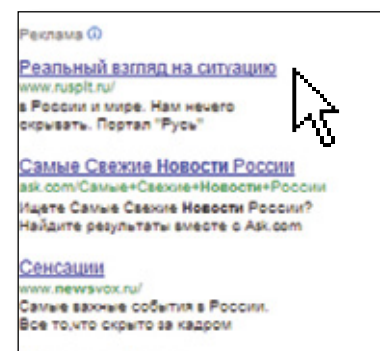 Реклама
Реальный взгляд на ситуацию
www.rusplt.ru/
в России и мире. Нам нечего
скрывать. Портал "Русь"
Самые Свежие Новости России
ask.com/Самые+Свежие+Новости+России
Ищете Самые Свежие Новости России?
Найдите результаты вместе с Ask.com
Сенсации
www.newsvox.ru/
Самые важные события в России.
Все то,что скрыто за кадром